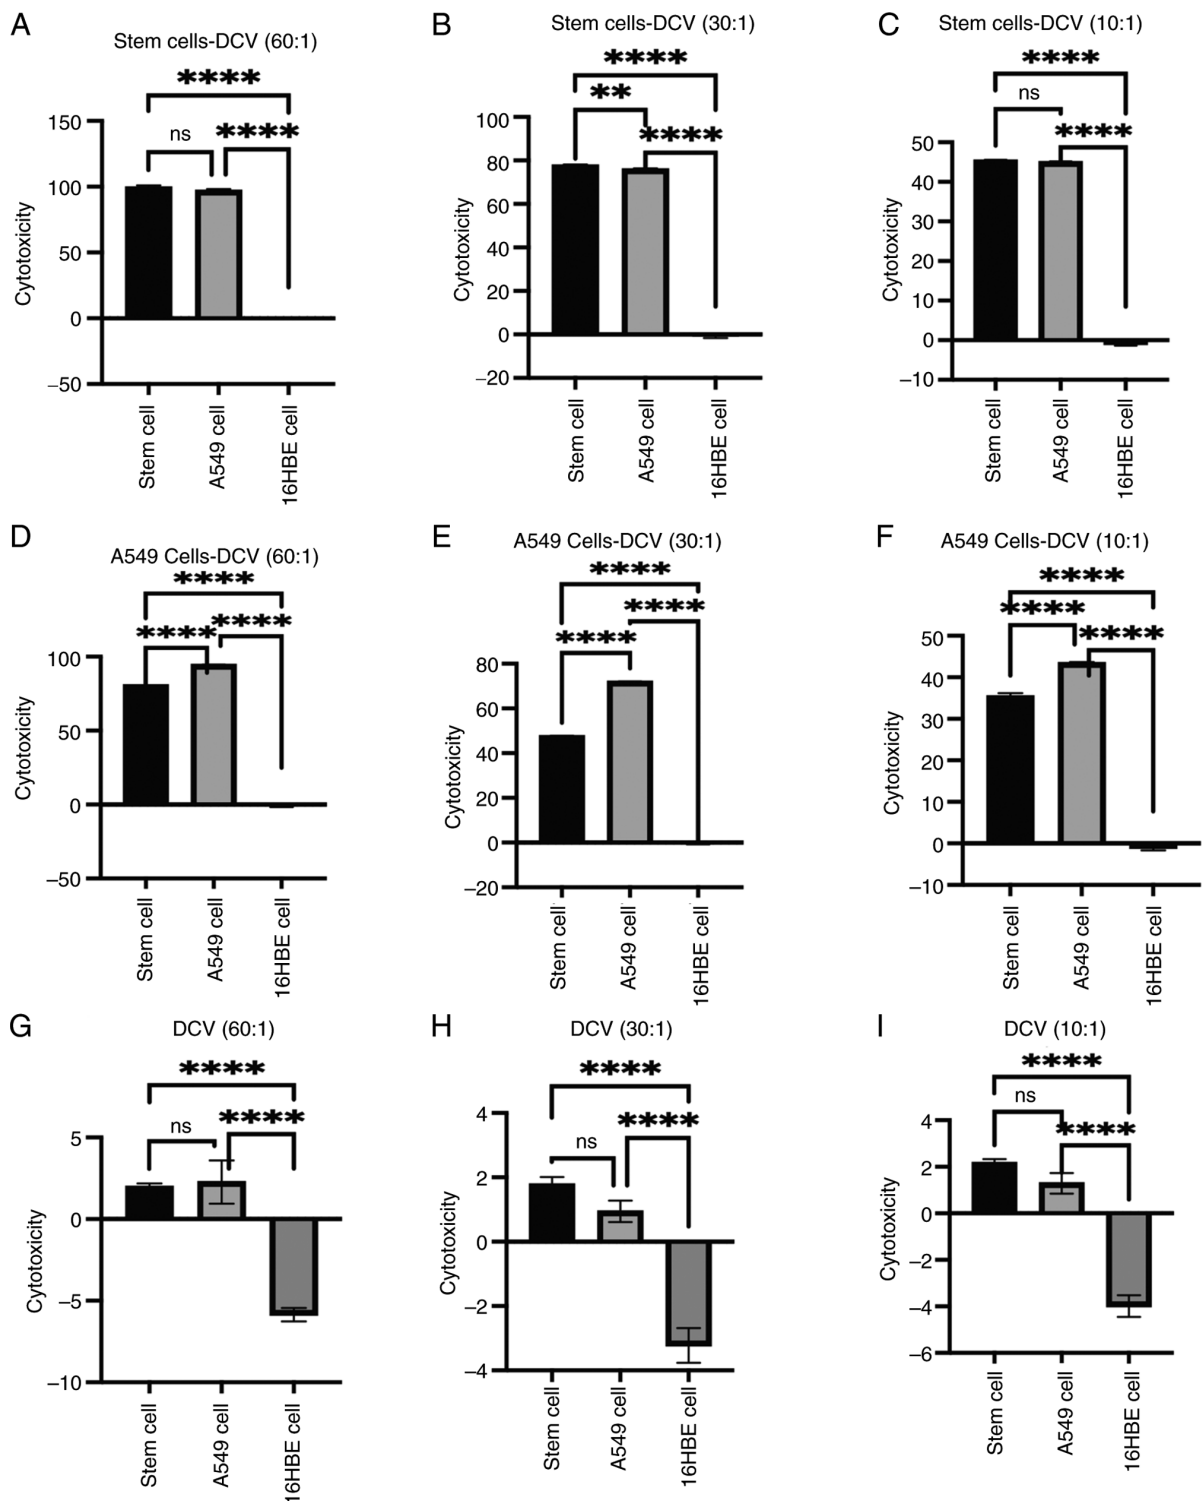 A
Stem cells-DCV (60:1)
****
ns
****
150
100
50
0
–50
Cytotoxicity
Stem cell
A549 cell
16HBE cell
B
Stem cells-DCV (30:1)
****
**
****
100
80
60
40
20
0
–20
Cytotoxicity
Stem cell
A549 cell
16HBE cell
C
Stem cells-DCV (10:1)
****
ns
****
50
40
30
20
10
0
–10
Cytotoxicity
Stem cell
A549 cell
16HBE cell
D
A549 Cells-DCV (60:1)
****
****
****
100
50
0
–50
Cytotoxicity
Stem cell
A549 cell
16HBE cell
E
A549 Cells-DCV (30:1)
****
****
****
80
60
40
20
0
–20
Cytotoxicity
Stem cell
A549 cell
16HBE cell
F
A549 Cells-DCV (10:1)
****
****
****
50
40
30
20
10
0
–10
Cytotoxicity
Stem cell
A549 cell
16HBE cell
G
DCV (60:1)
****
ns
****
5
0
–5
–10
Cytotoxicity
Stem cell
A549 cell
16HBE cell
H
DCV (30:1)
****
ns
****
4
2
0
–2
–4
Cytotoxicity
Stem cell
A549 cell
16HBE cell
I
DCV (10:1)
****
ns
****
4
2
0
–2
–4
–6
Cytotoxicity
Stem cell
A549 cell
16HBE cell